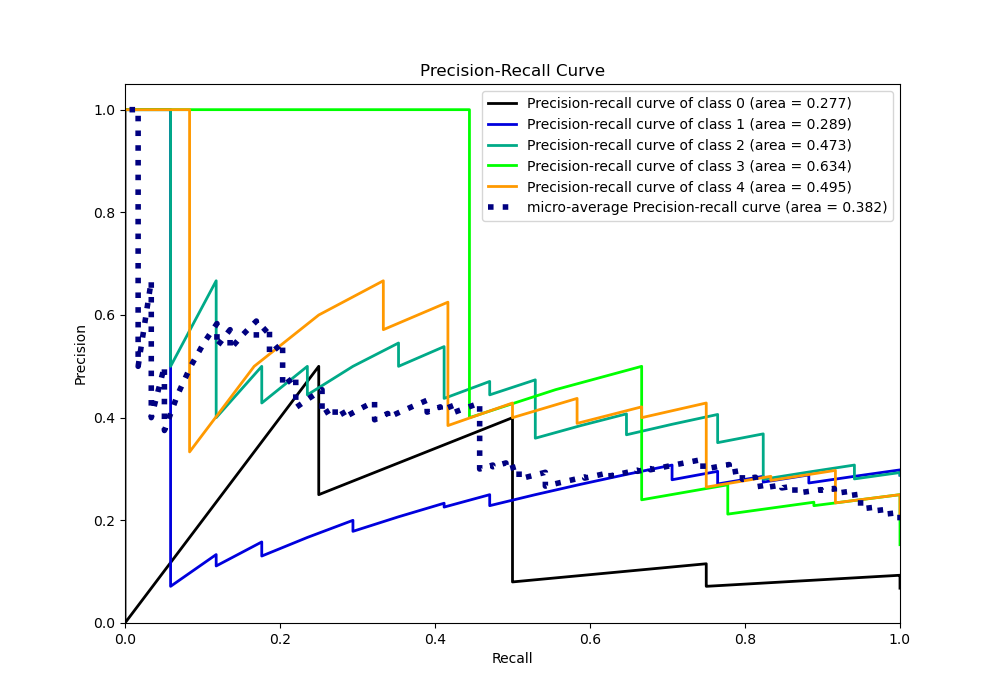 Precision-Recall Curve
Precision-recall curve of class 0 (area = 0.277)
Precision-recall curve of class 1 (area = 0.289)
Precision-recall curve of class 2 (area = 0.473)
Precision-recall curve of class 3 (area = 0.634)
Precision-recall curve of class 4 (area = 0.495)
micro-average Precision-recall curve (area = 0.382)
1.0
0.8
0.6
0.4
0.2
0.0
Precision
0.0 0.2 0.4 0.6 0.8 1.0
Recall